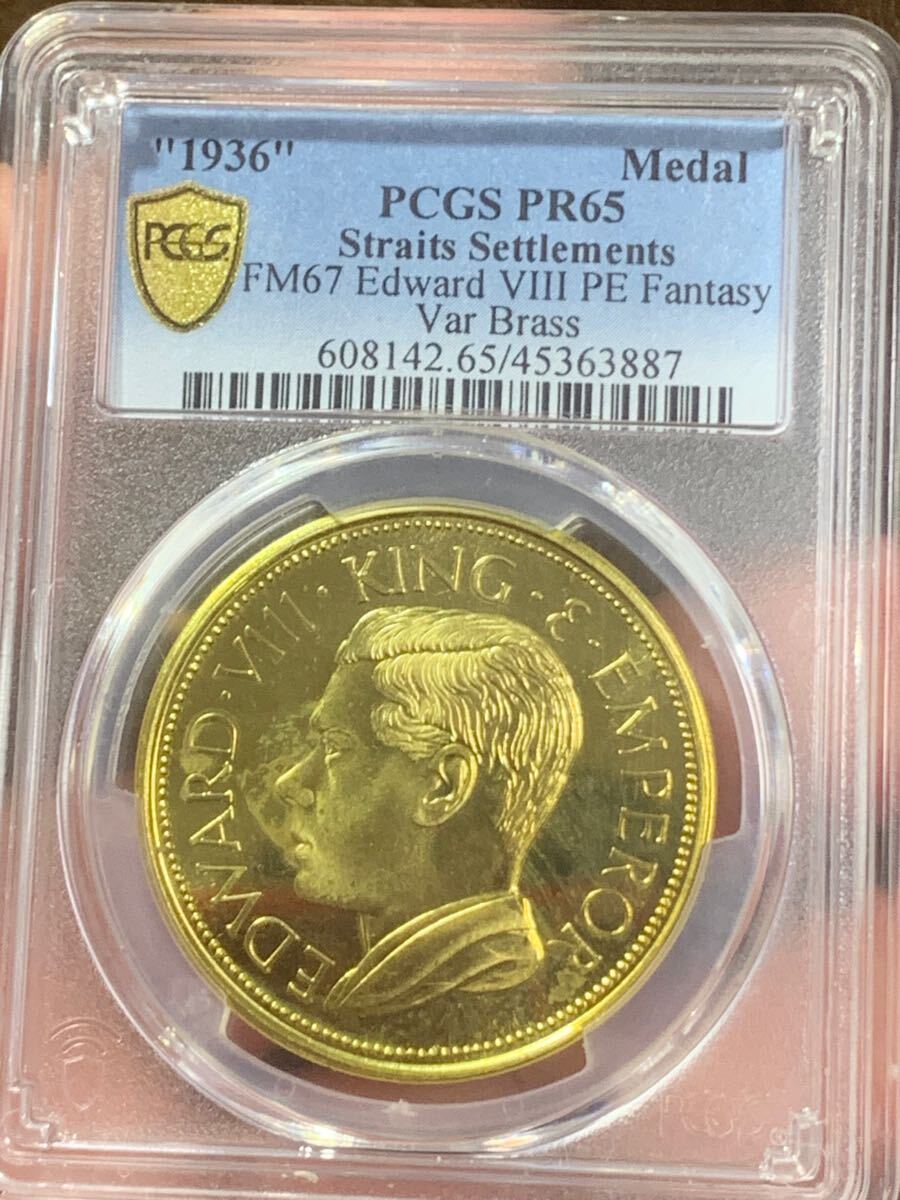 "1936" Medal
PCGS PR65
PCGS
Straits Settlements
FM67 Edward VIII PE Fantasy
Var Brass
608142.65/45363887
EDWARD · VIII : KING · & · EMPEROR